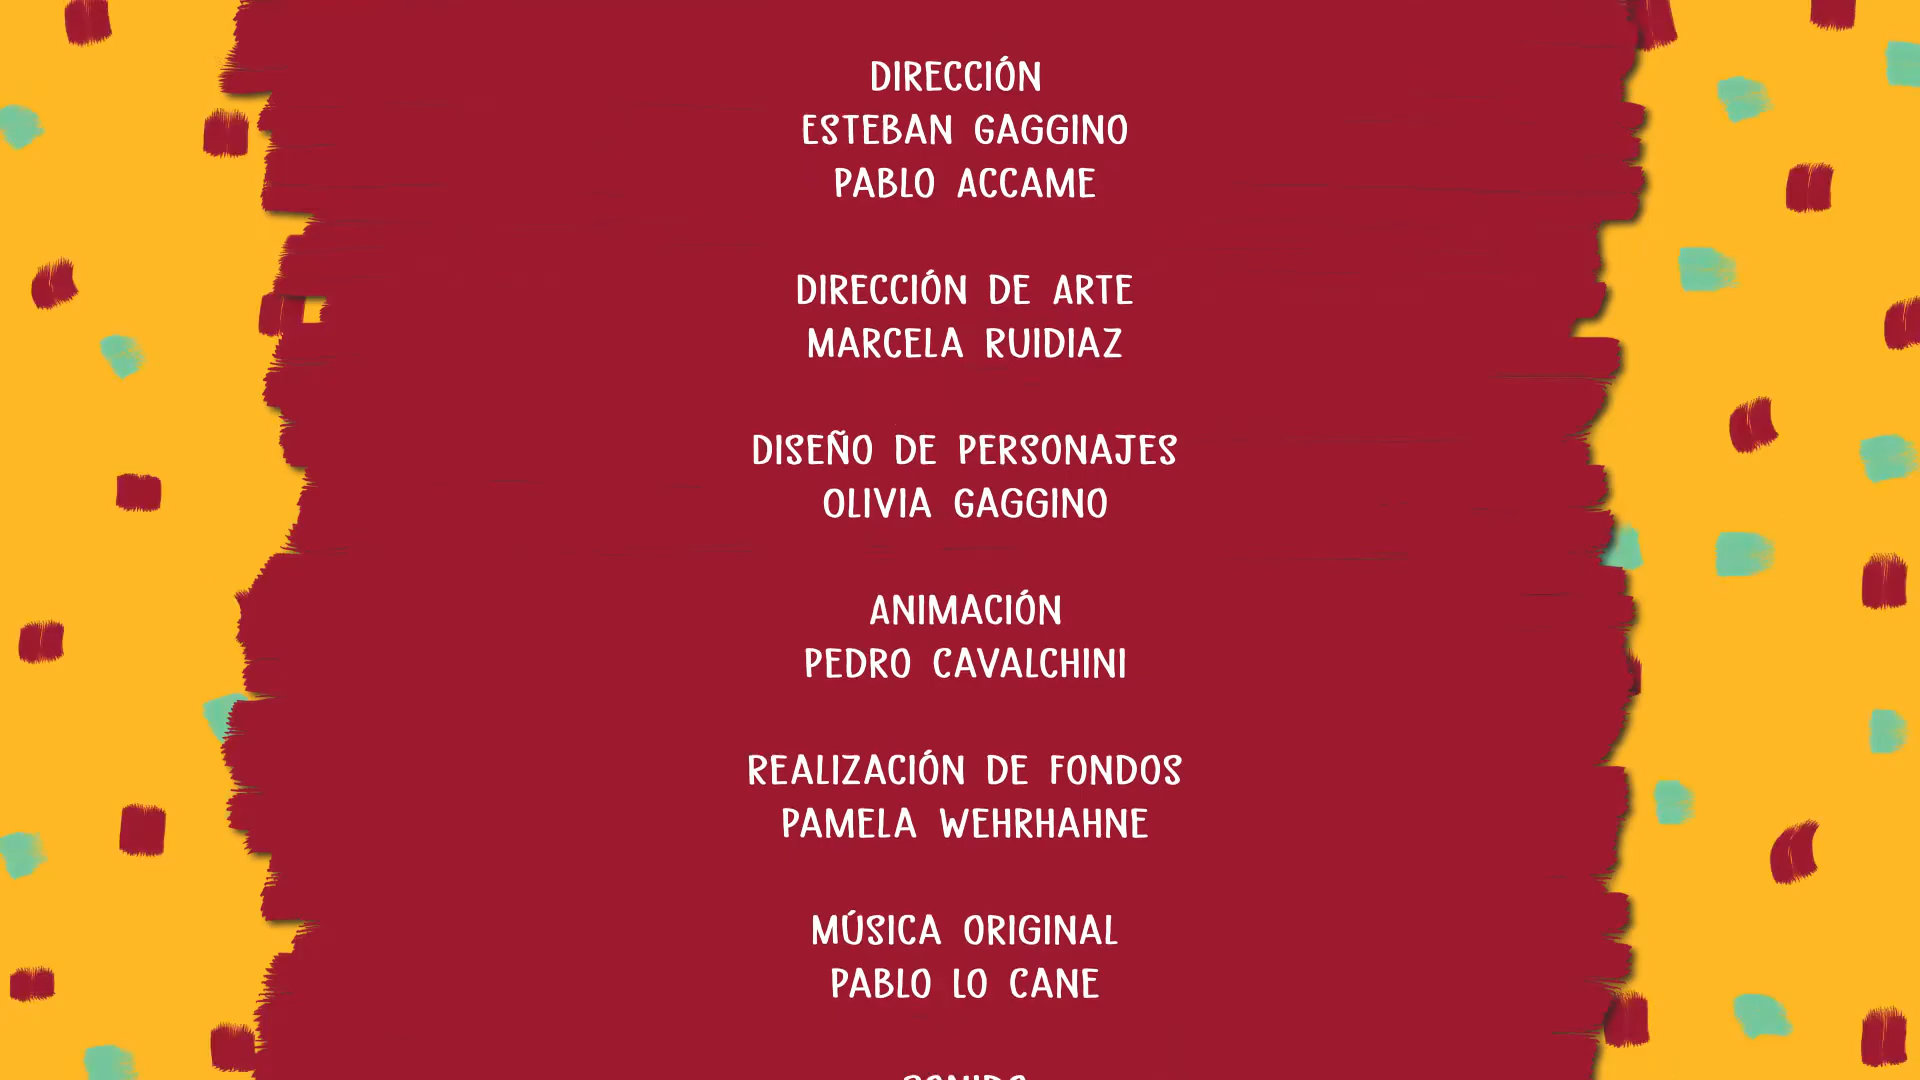 DIRECCIÓN
ESTEBAN GAGGINO
PABLO ACCAME
DIRECCIÓN DE ARTE
MARCELA RUIDIAZ
DISEÑO DE PERSONAJES
OLIVIA GAGGINO
ANIMACIÓN
PEDRO CAVALCHINI
REALIZACIÓN DE FONDOS
PAMELA WEHRHAHNE
MÚSICA ORIGINAL
PABLO LO CANE